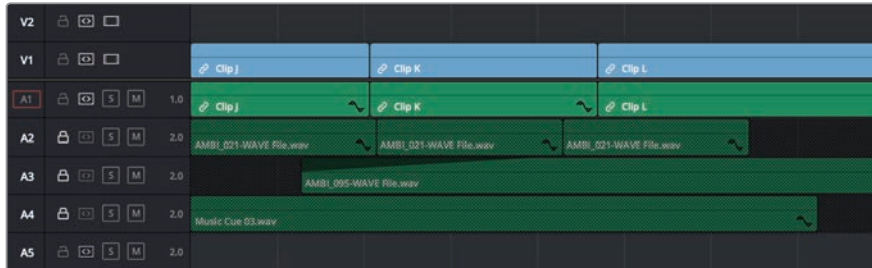 V2
V1 Clip J Clip K Clip L
A1 S M 1.0 Clip J Clip K Clip L
A2 S M 2.0 AMBI_021-WAVE File.wav AMBI_021-WAVE File.wav AMBI_021-WAVE File.wav
A3 S M 2.0 AMBI_095-WAVE File.wav
A4 S M 2.0 Music Cue 03.wav
A5 S M 2.0